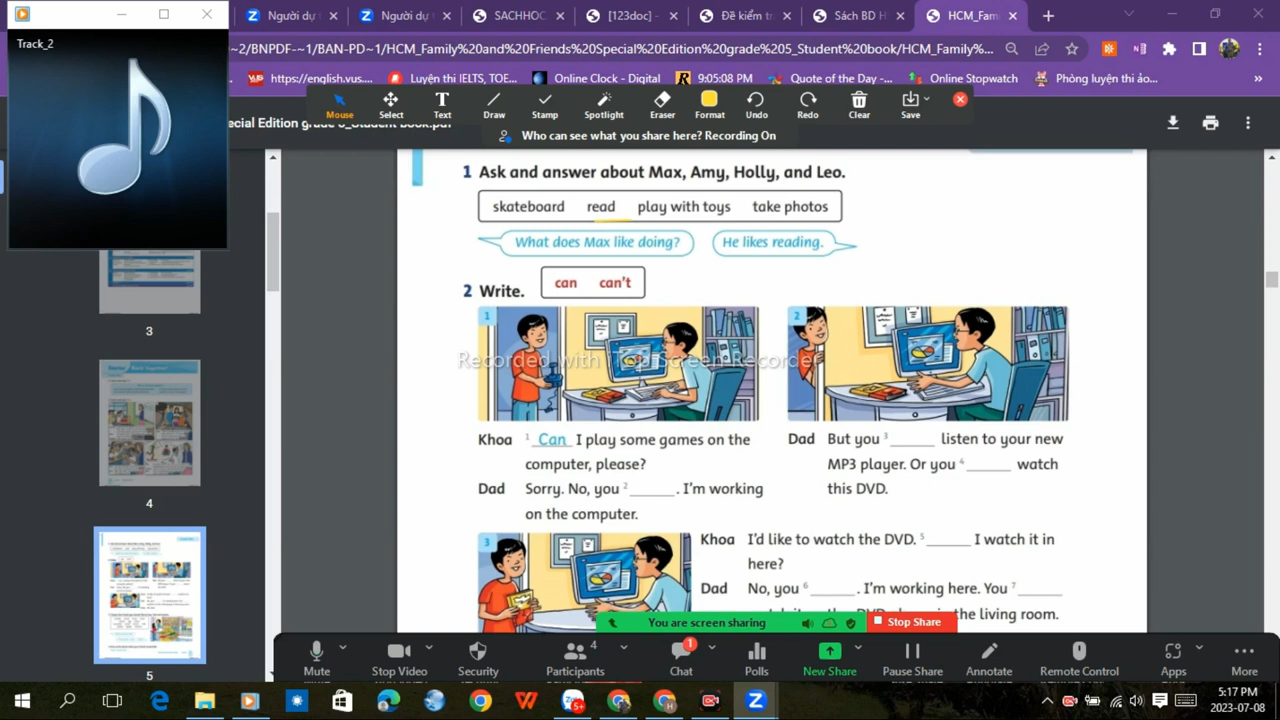 Track_2
Người dự t
Người dự t
SACHHOC
[123doc] -
Đề kiểm tr
Sách BD H
HCM_Fam
~2/BNPDF-~1/BAN-PD~1/HCM_Family%20and%20Friends%20Special%20Edition%20grade%205_Student%20book/HCM_Family%...
https://english.vus....
Luyện thi IELTS, TOE...
Online Clock - Digital
9:05:08 PM
Quote of the Day -...
Online Stopwatch
Phòng luyện thi ảo...
»
Mouse
Select
Text
Draw
Stamp
Spotlight
Eraser
Format
Undo
Redo
Clear
Save
Who can see what you share here? Recording On
1 Ask and answer about Max, Amy, Holly, and Leo.
skateboard read play with toys take photos
What does Max like doing? He likes reading.
can can't
2 Write.
1
2
Khoa 1 Can I play some games on the
computer, please?
Dad Sorry. No, you 2 ______. I'm working
on the computer.
Dad But you 3 ______ listen to your new
MP3 player. Or you 4 ______ watch
this DVD.
3
Khoa I'd like to watch the DVD. 5 ______ I watch it in
here?
Dad No, you ______. I'm working here. You 7 ______
the living room.
3
4
5
You are screen sharing
Stop Share
Mute
Stop Video
Security
4
Participants
1
Chat
Polls
New Share
Pause Share
Annotate
Remote Control
Apps
More
5+
5:17 PM
2023-07-08